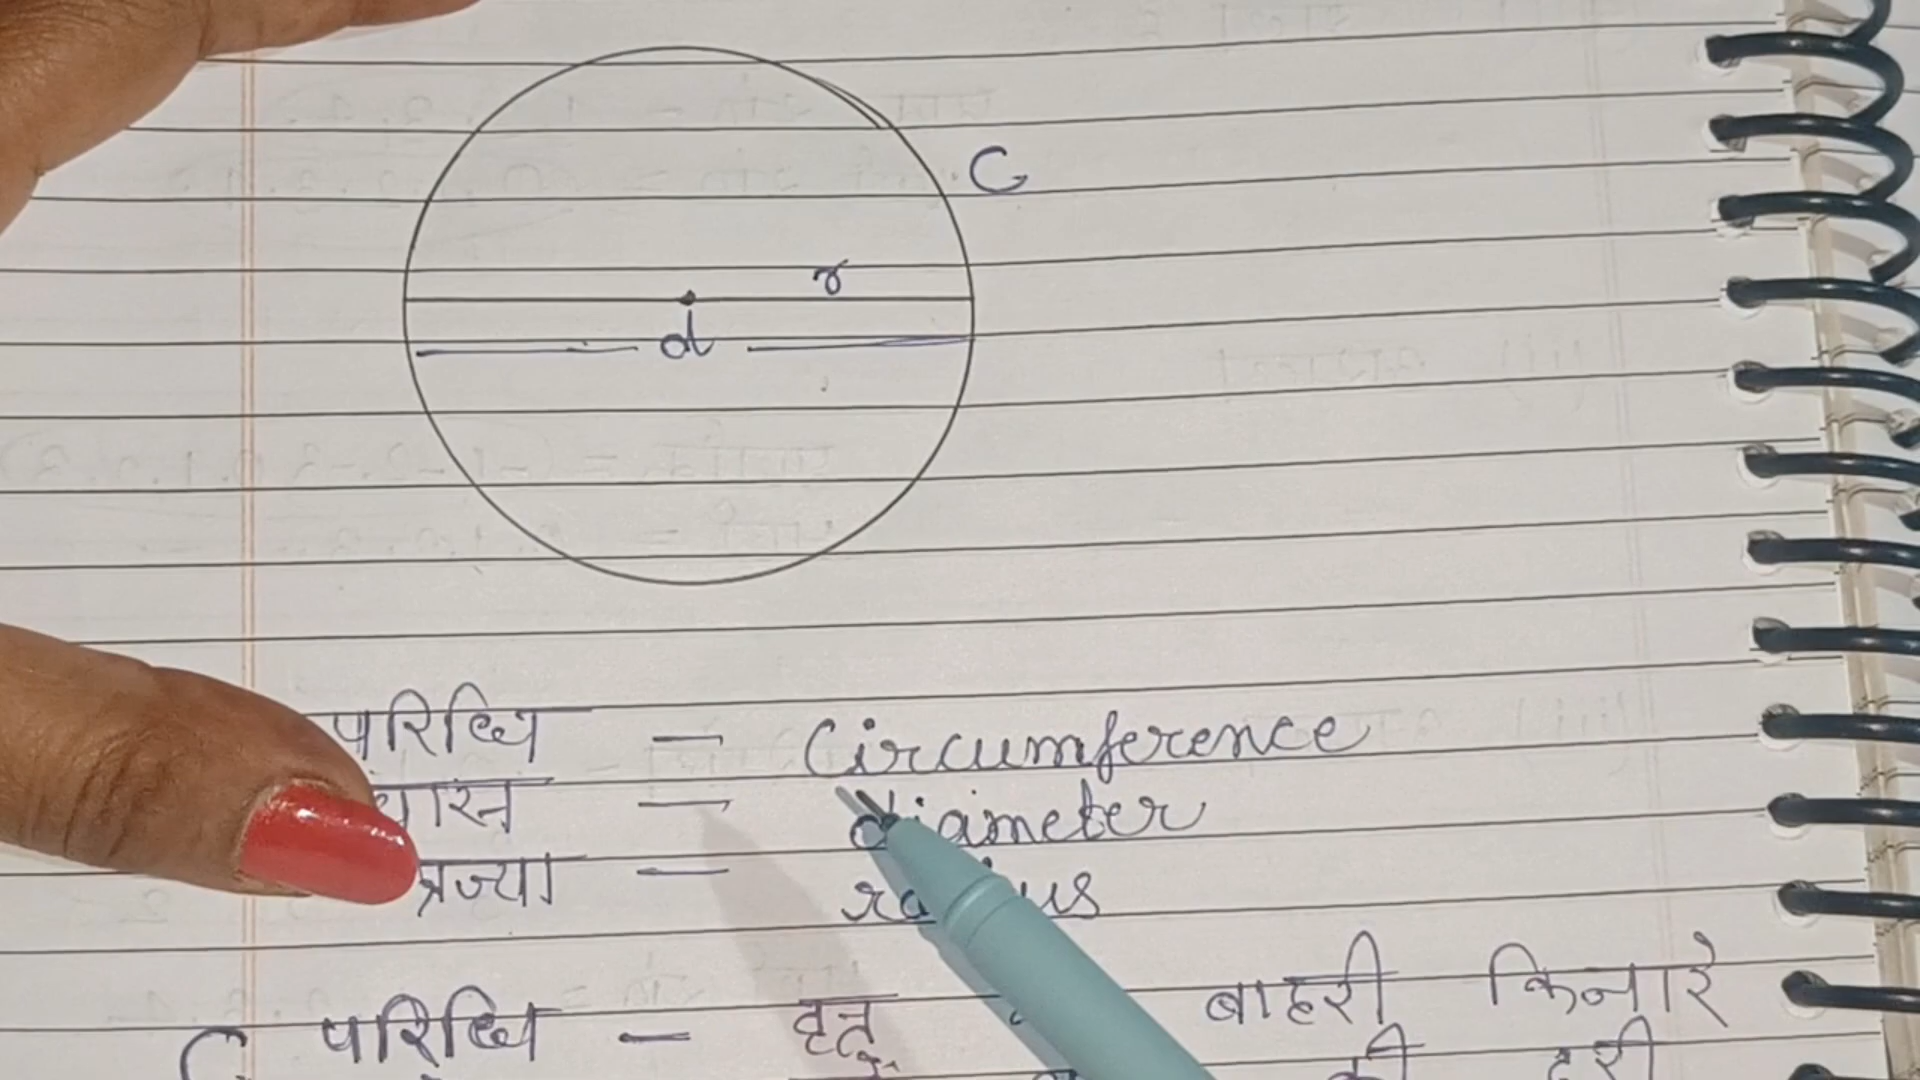 C
r
d
परिधि — Circumference
diameter
त्रिज्या — radius
C परिधि — वृत्त बाहरी किनारे
की दूरी